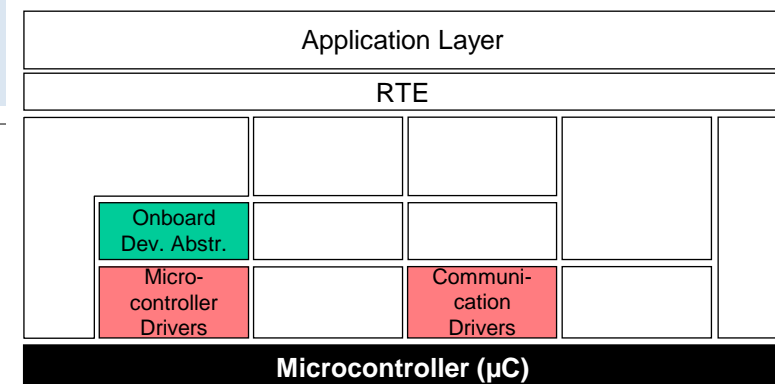 Application Layer
RTE
Onboard
Dev. Abstr.
Micro-
controller
Drivers
Communi-
cation
Drivers
Microcontroller (µC)